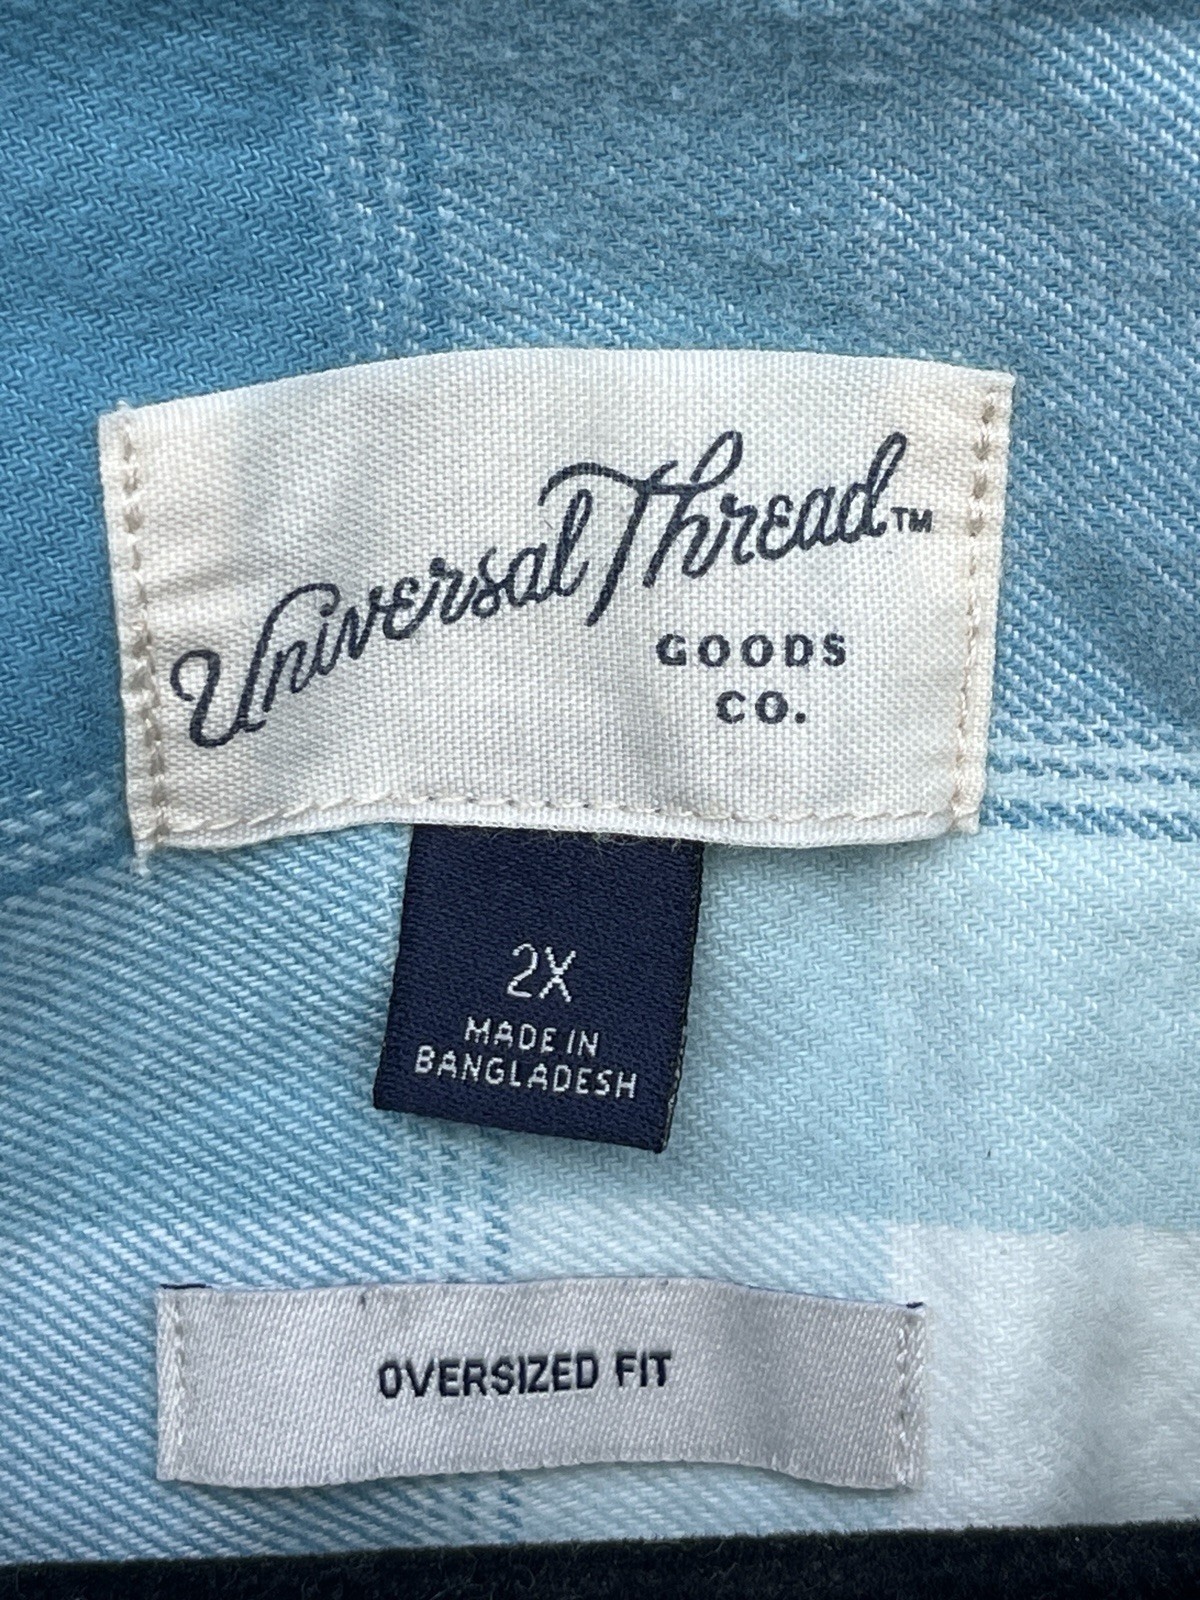 Universal Thread™
GOODS
CO.
2X
MADE IN
BANGLADESH
OVERSIZED FIT